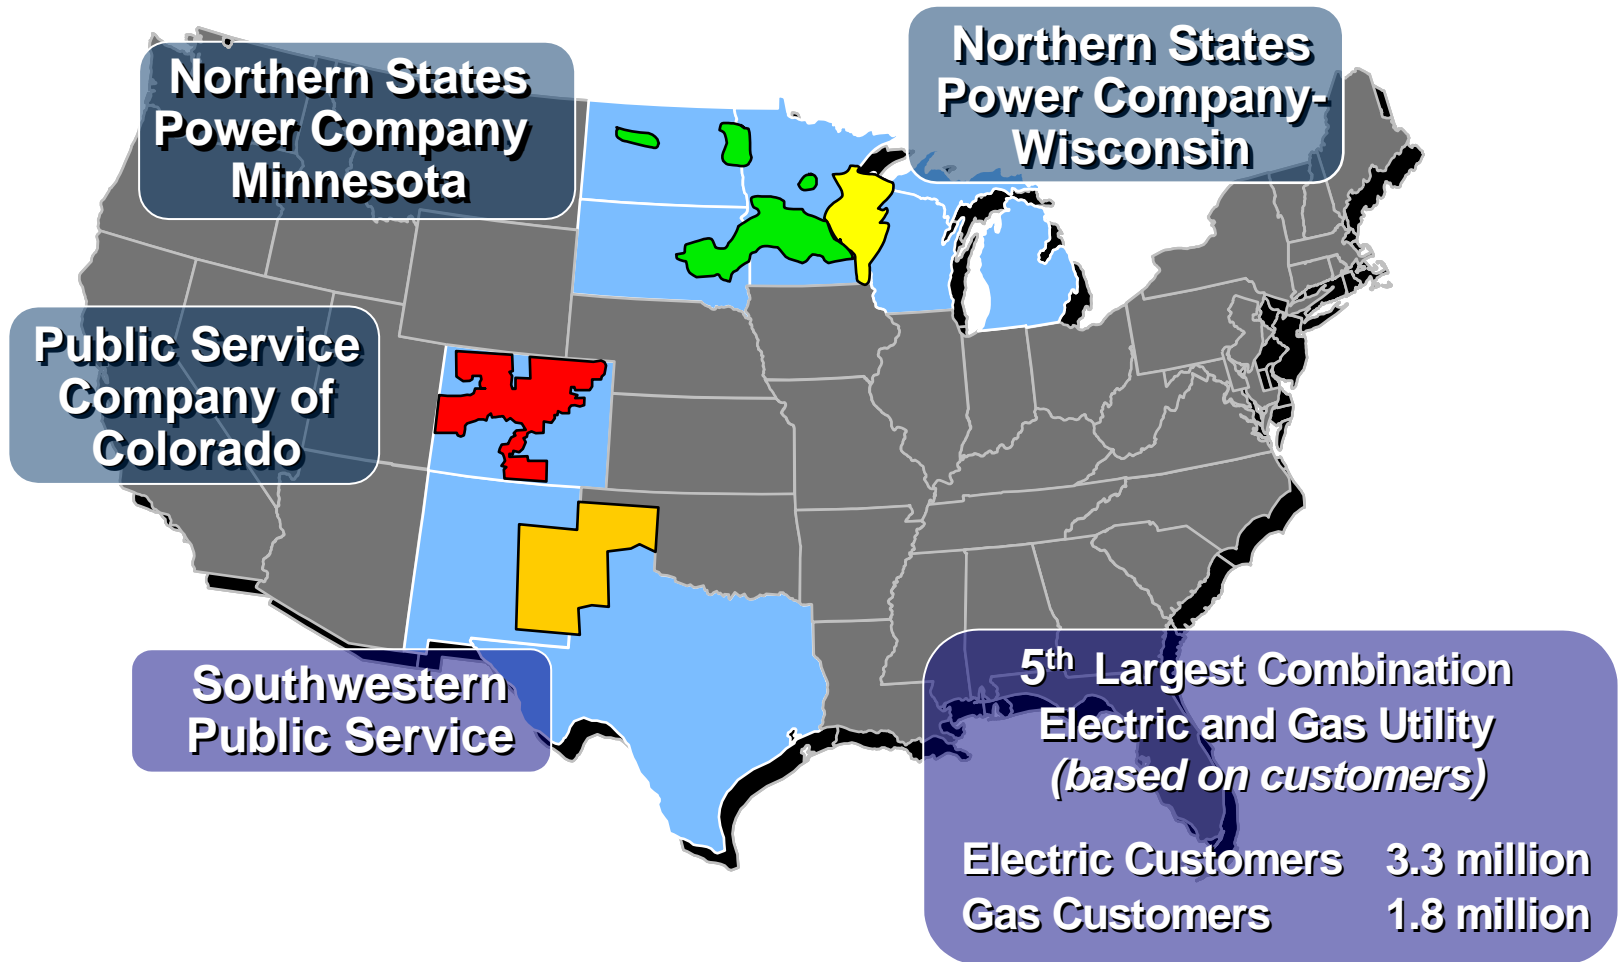 Northern States
Power Company
Minnesota
Northern States
Power Company-
Wisconsin
Public Service
Company of
Colorado
Southwestern
Public Service
5th Largest Combination
Electric and Gas Utility
(based on customers)
Electric Customers 3.3 million
Gas Customers 1.8 million